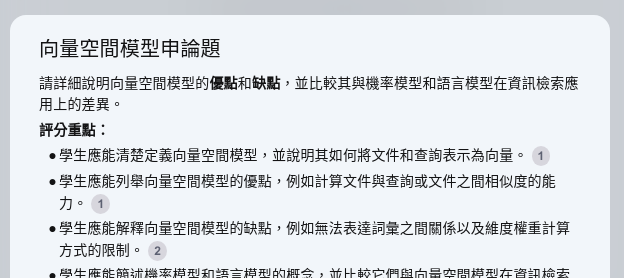 向量空間模型申論題
請詳細說明向量空間模型的優點和缺點，並比較其與機率模型和語言模型在資訊檢索應
用上的差異。
評分重點：
● 學生應能清楚定義向量空間模型，並說明其如何將文件和查詢表示為向量。 1
● 學生應能列舉向量空間模型的優點，例如計算文件與查詢或文件之間相似度的能
力。 1
● 學生應能解釋向量空間模型的缺點，例如無法表達詞彙之間關係以及維度權重計算
方式的限制。 2
● 學生應能簡述機率模型和語言模型的概念，並比較它們與向量空間模型在資訊檢索